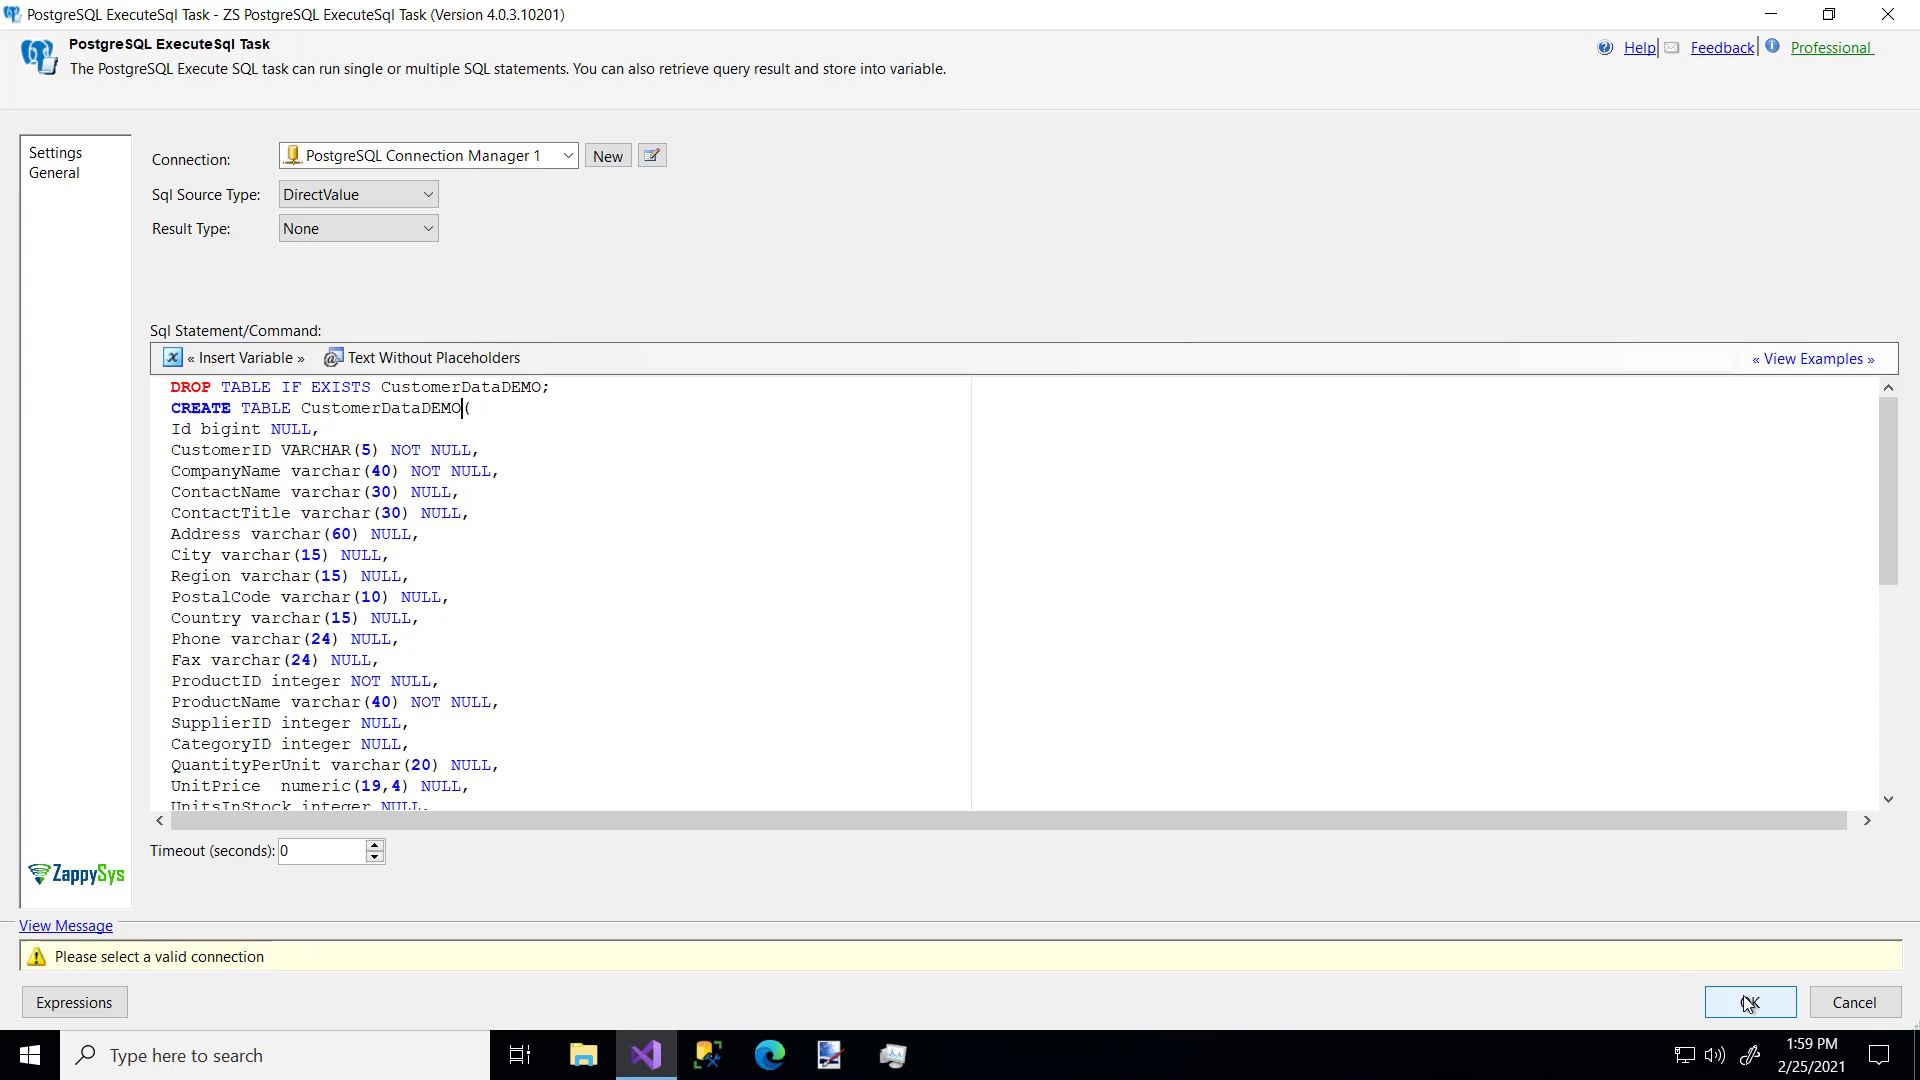 PostgreSQL ExecuteSql Task - ZS PostgreSQL ExecuteSql Task (Version 4.0.3.10201)
PostgreSQL ExecuteSql Task
The PostgreSQL Execute SQL task can run single or multiple SQL statements. You can also retrieve query result and store into variable.
Help Feedback Professional
Settings
General
Connection: PostgreSQL Connection Manager 1 New
Sql Source Type: DirectValue
Result Type: None
Sql Statement/Command:
« Insert Variable » Text Without Placeholders « View Examples »
DROP TABLE IF EXISTS CustomerDataDEMO;
CREATE TABLE CustomerDataDEMO(
Id bigint NULL,
CustomerID VARCHAR(5) NOT NULL,
CompanyName varchar(40) NOT NULL,
ContactName varchar(30) NULL,
ContactTitle varchar(30) NULL,
Address varchar(60) NULL,
City varchar(15) NULL,
Region varchar(15) NULL,
PostalCode varchar(10) NULL,
Country varchar(15) NULL,
Phone varchar(24) NULL,
Fax varchar(24) NULL,
ProductID integer NOT NULL,
ProductName varchar(40) NOT NULL,
SupplierID integer NULL,
CategoryID integer NULL,
QuantityPerUnit varchar(20) NULL,
UnitPrice  numeric(19,4) NULL,
UnitsInStock integer NULL,
Timeout (seconds): 0
ZappySys
View Message
Please select a valid connection
Expressions OK Cancel
Type here to search
1:59 PM
2/25/2021